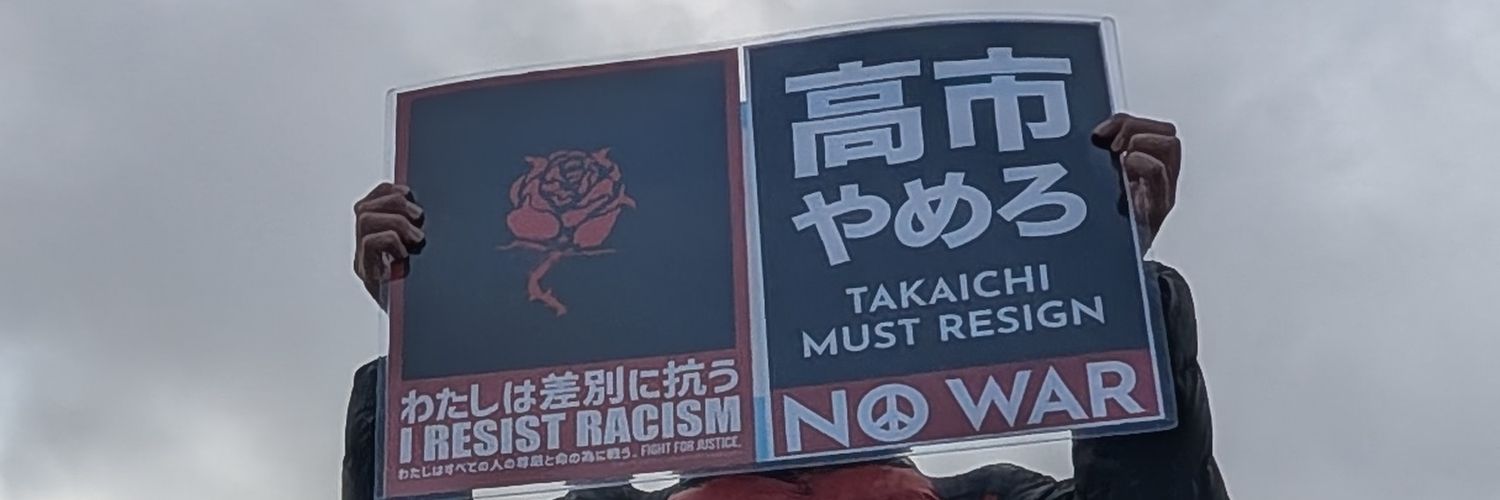 わたしは差別に抗う
I RESIST RACISM
わたしはすべての人の尊厳と命の為に戦う。FIGHT FOR JUSTICE.
高市
やめろ
TAKAICHI
MUST RESIGN
NO WAR